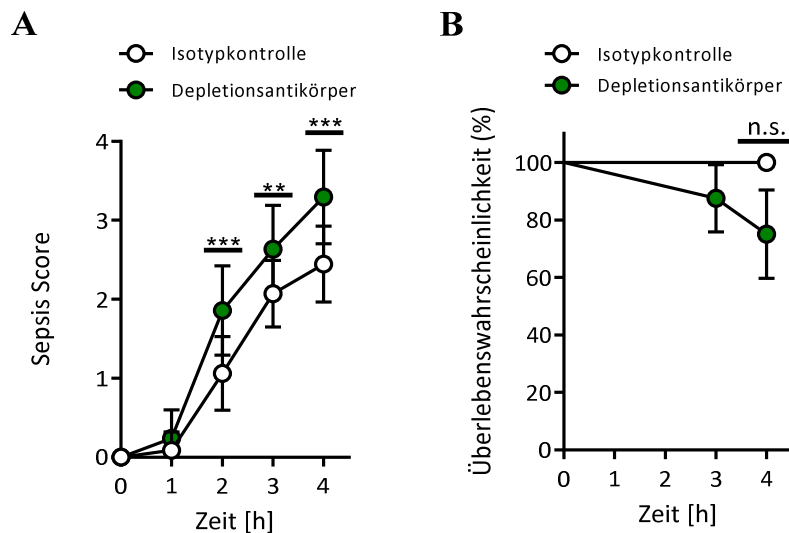 A
Isotypkontrolle
Depletionsantikörper
Sepsis Score
4
3
2
1
0
***
**
***
0 1 2 3 4
Zeit [h]
B
Isotypkontrolle
Depletionsantikörper
Überlebenswahrscheinlichkeit (%)
n.s.
100
80
60
40
20
0
0 1 2 3 4
Zeit [h]